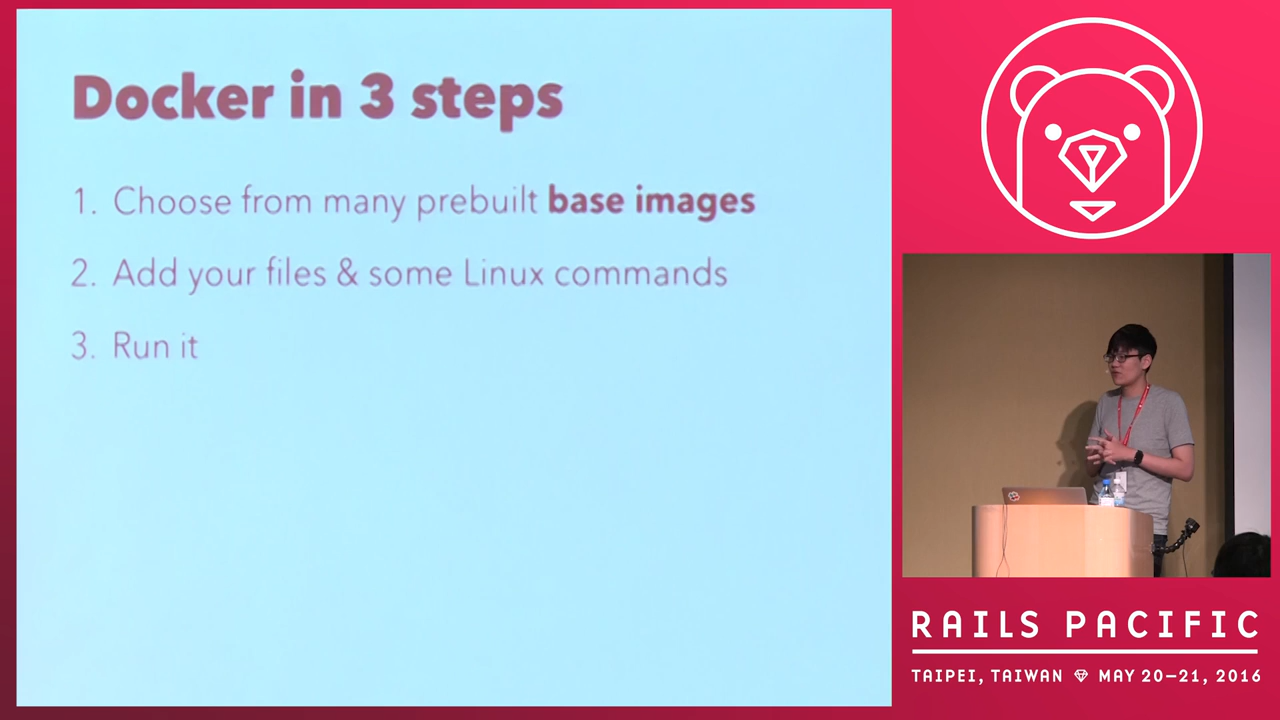 Docker in 3 steps
1. Choose from many prebuilt base images
2. Add your files & some Linux commands
3. Run it
RAILS PACIFIC
TAIPEI, TAIWAN MAY 20–21, 2016